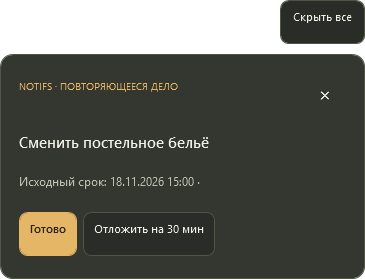 Скрыть все
NOTIFS · ПОВТОРЯЮЩЕЕСЯ ДЕЛО
×
Сменить постельное бельё
Исходный срок: 18.11.2026 15:00 ·
Готово
Отложить на 30 мин